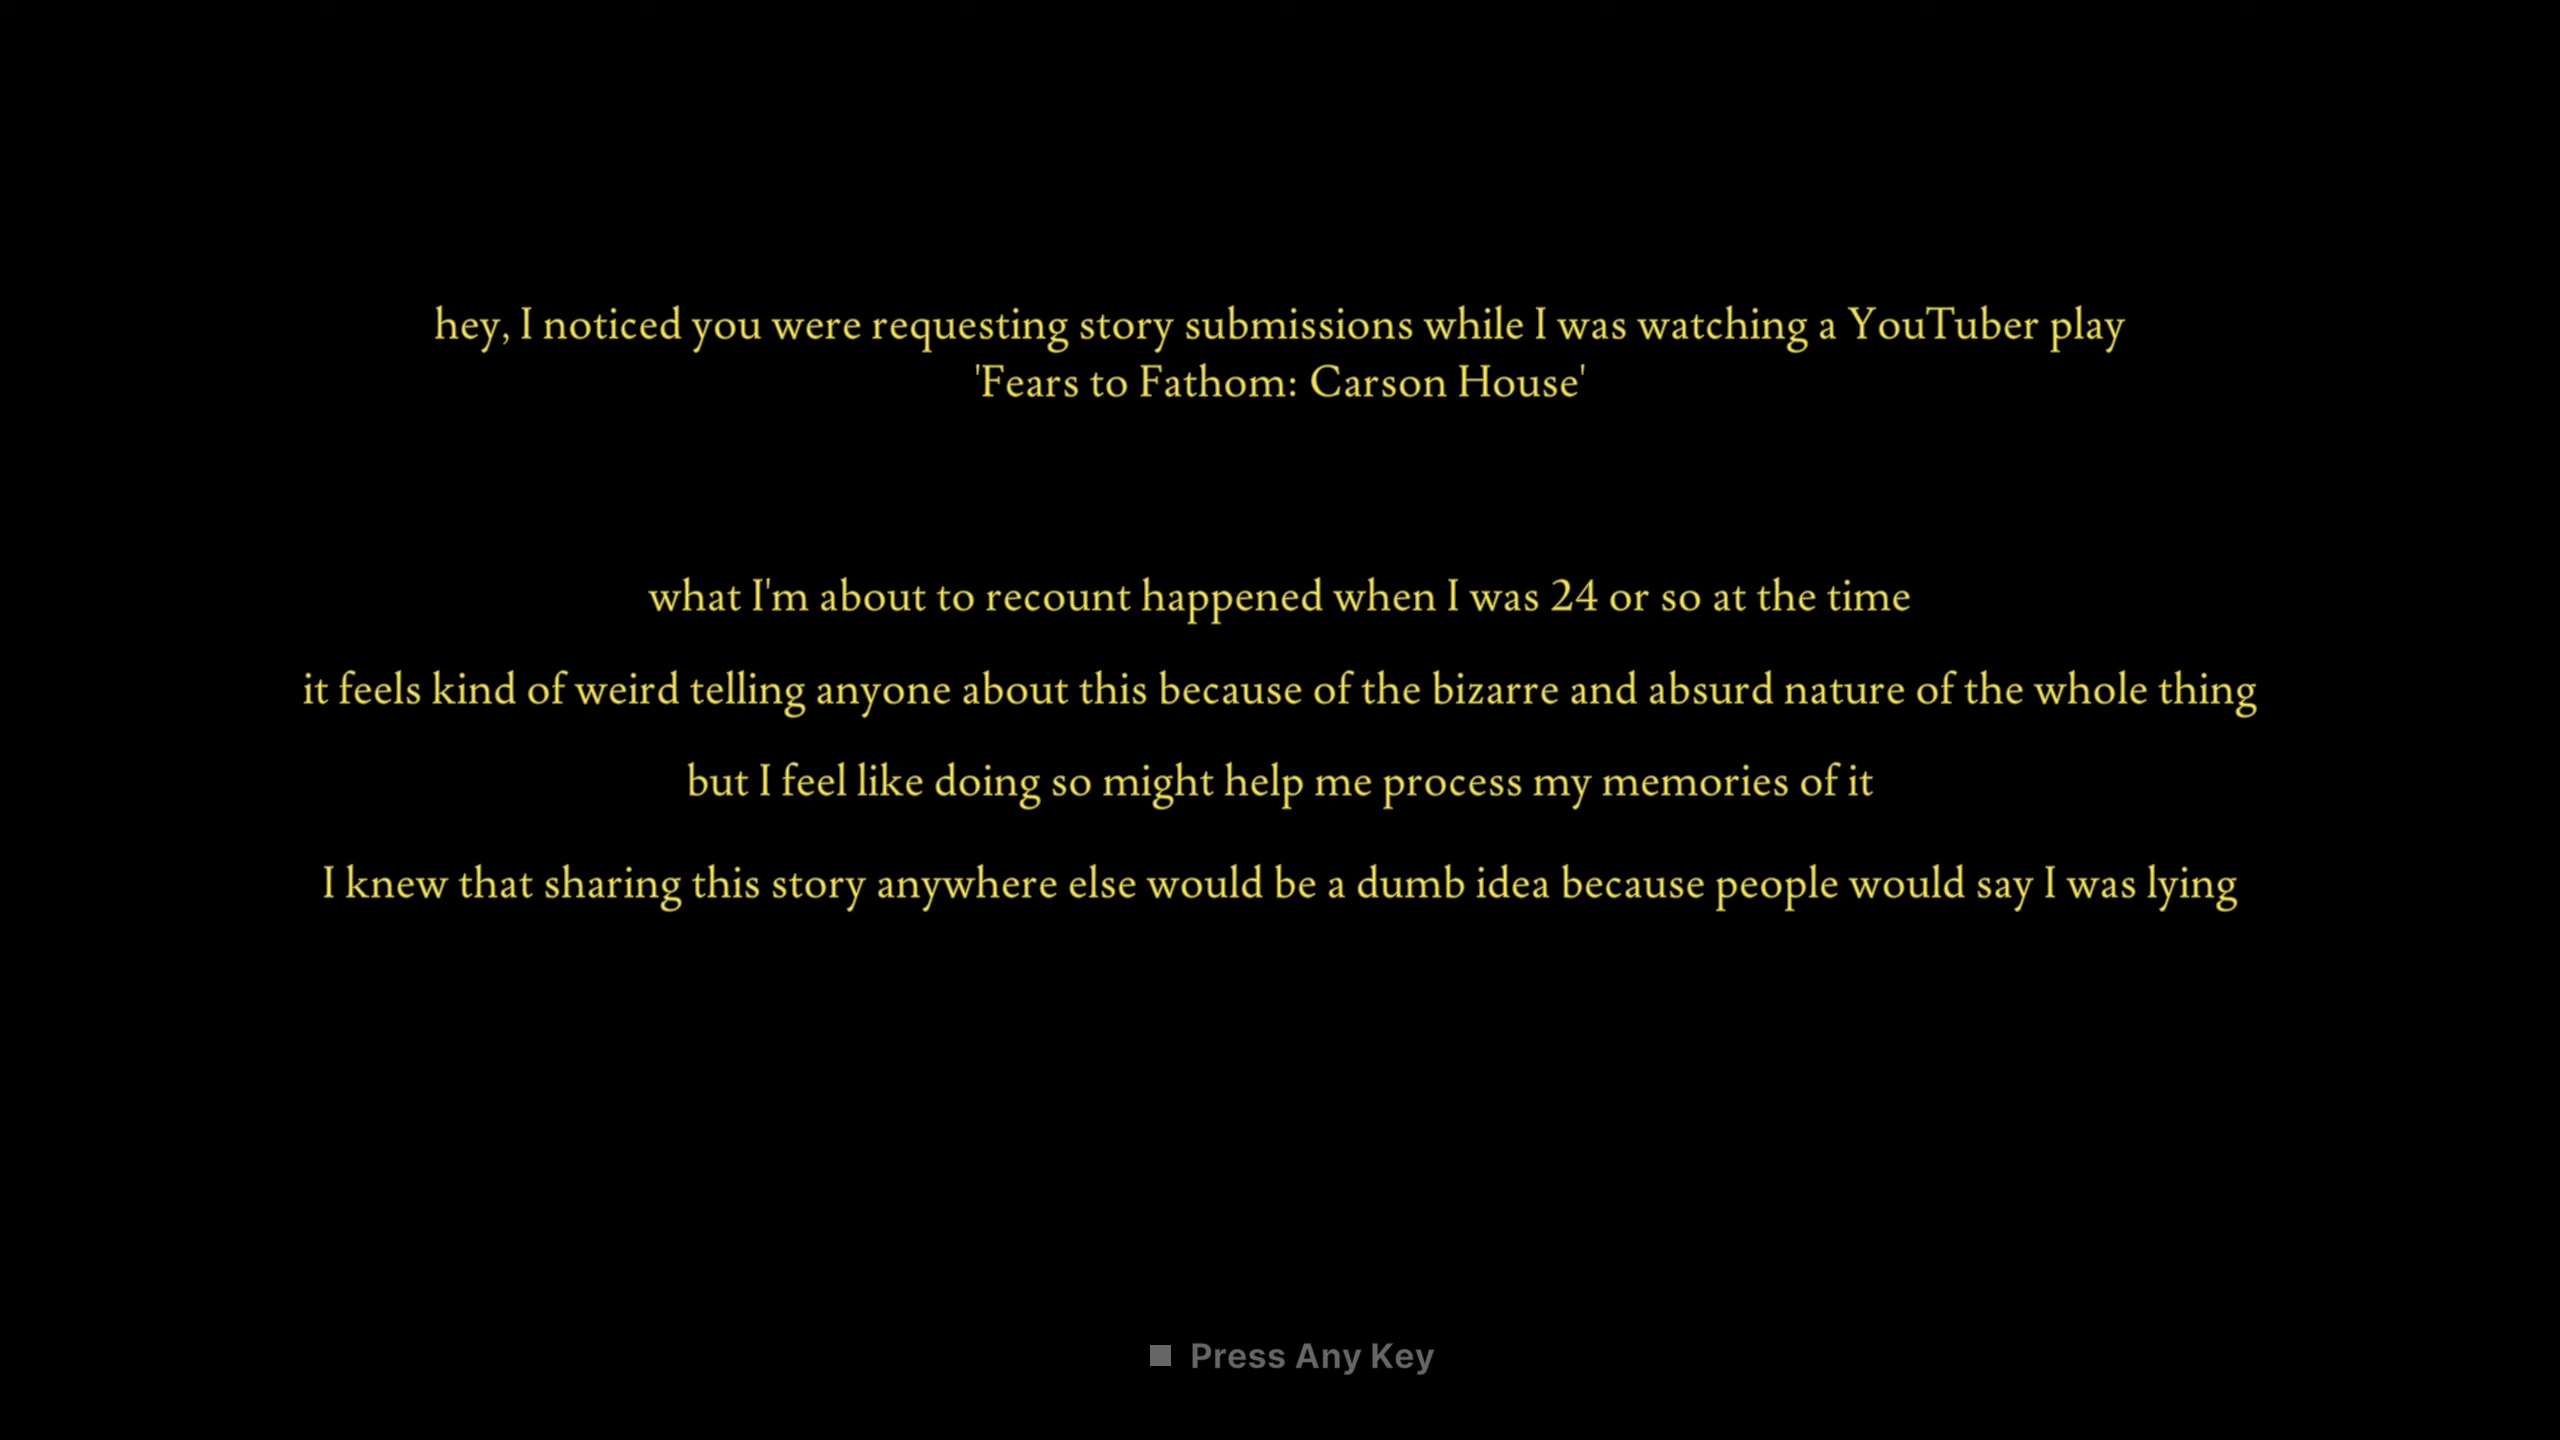 hey, I noticed you were requesting story submissions while I was watching a YouTuber play
'Fears to Fathom: Carson House'
what I'm about to recount happened when I was 24 or so at the time
it feels kind of weird telling anyone about this because of the bizarre and absurd nature of the whole thing
but I feel like doing so might help me process my memories of it
I knew that sharing this story anywhere else would be a dumb idea because people would say I was lying
Press Any Key